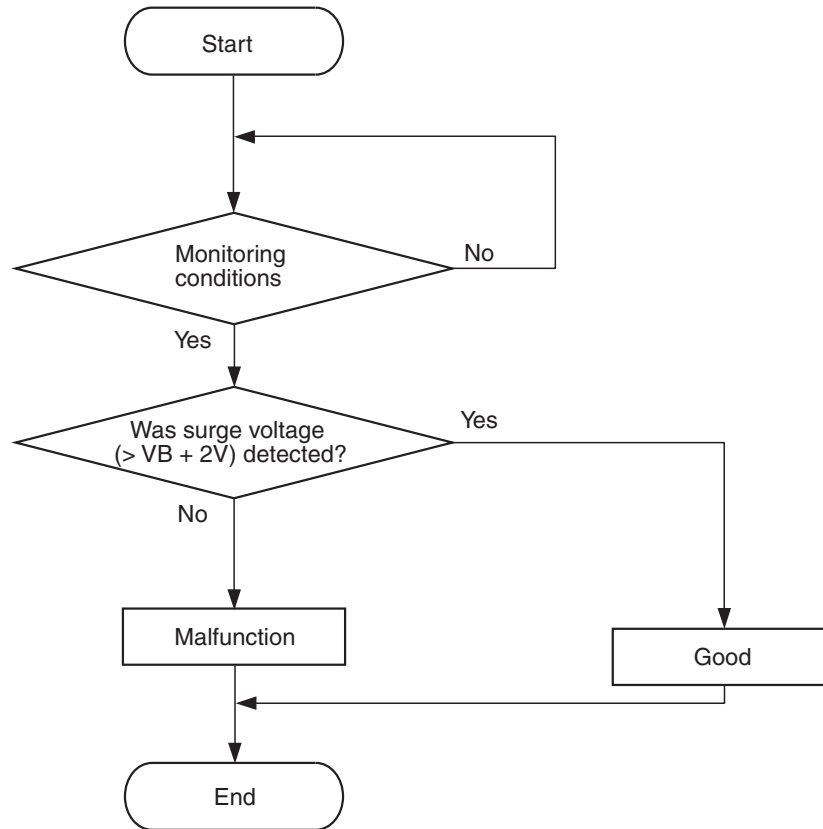 Start
Monitoring
conditions
No
Yes
Was surge voltage
(> VB + 2V) detected?
Yes
No
Malfunction
Good
End